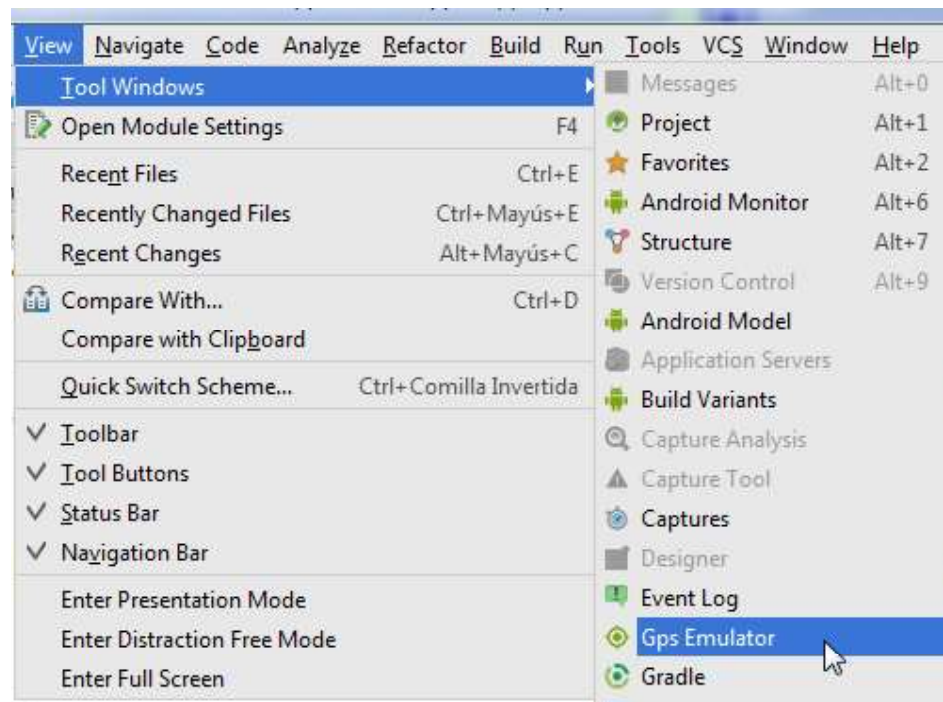 View Navigate Code Analyze Refactor Build Run Tools VCS Window Help
Tool Windows
Open Module Settings F4
Recent Files Ctrl+E
Recently Changed Files Ctrl+Mayús+E
Recent Changes Alt+Mayús+C
Compare With... Ctrl+D
Compare with Clipboard
Quick Switch Scheme... Ctrl+Comilla Invertida
Toolbar
Tool Buttons
Status Bar
Navigation Bar
Enter Presentation Mode
Enter Distraction Free Mode
Enter Full Screen
Messages Alt+0
Project Alt+1
Favorites Alt+2
Android Monitor Alt+6
Structure Alt+7
Version Control Alt+9
Android Model
Application Servers
Build Variants
Capture Analysis
Capture Tool
Captures
Designer
Event Log
Gps Emulator
Gradle